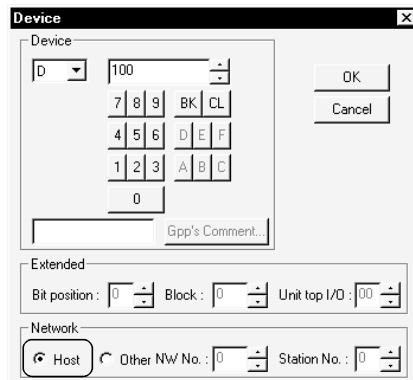 Device
Device
D 100
OK
7 8 9 BK CL
Cancel
4 5 6 D E F
1 2 3 A B C
0
Gpp's Comment...
Extended
Bit position : 0 Block : 0 Unit top I/O : 00
Network
Host Other NW No. : 0 Station No. : 0